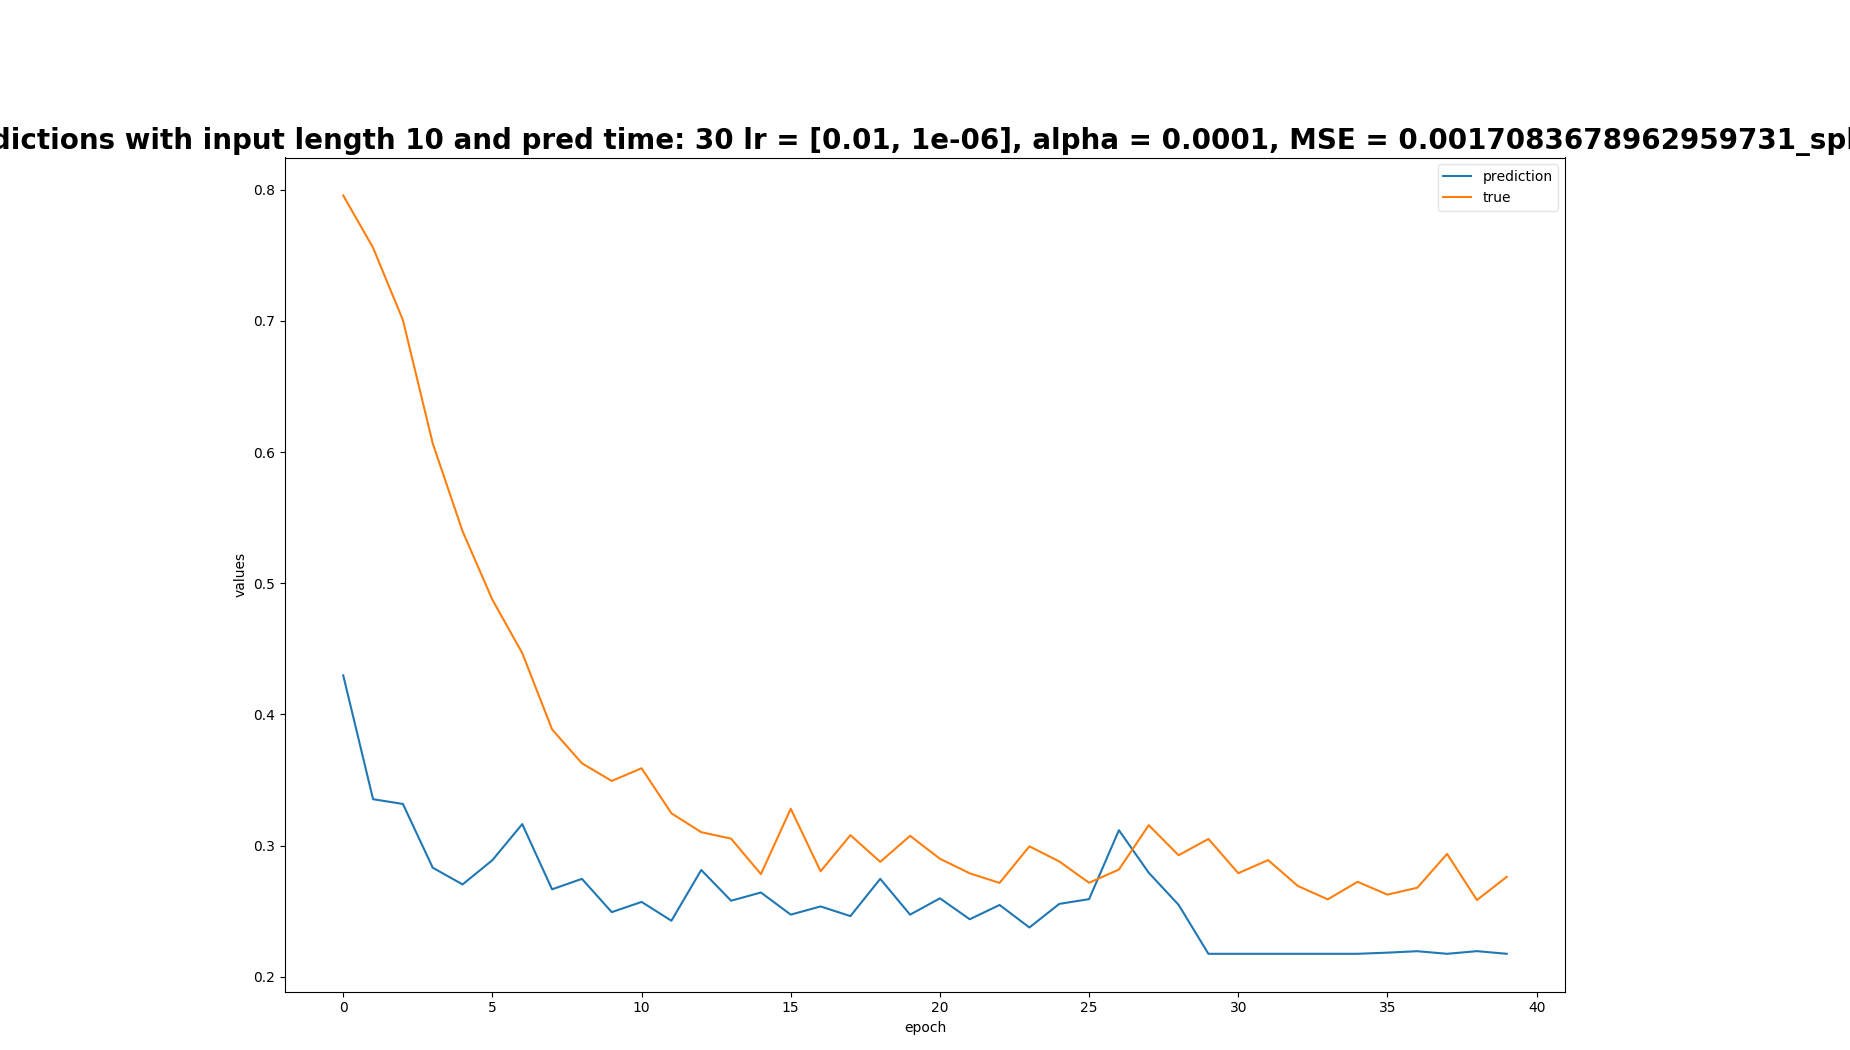 dictions with input length 10 and pred time: 30 lr = [0.01, 1e-06], alpha = 0.0001, MSE = 0.0017083678962959731_spl
prediction
true
0.8
0.7
0.6
0.5
0.4
0.3
0.2
values
0 5 10 15 20 25 30 35 40
epoch